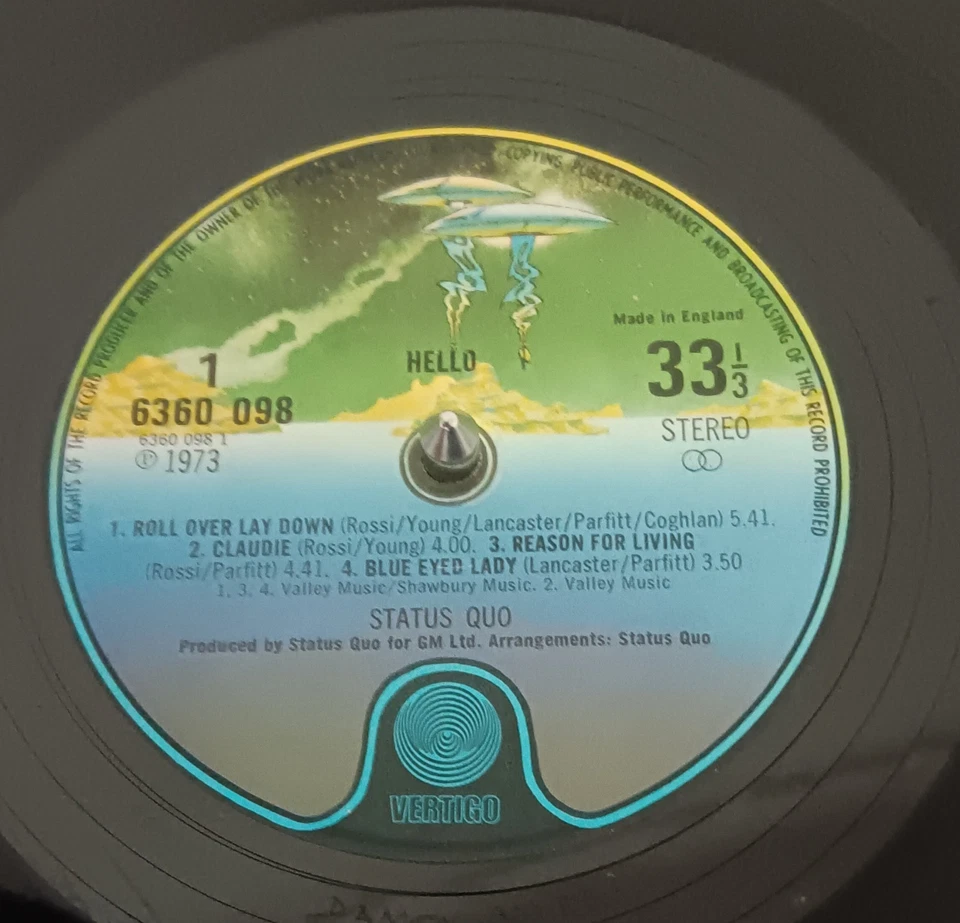 ALL RIGHTS OF THE RECORD PRODUCER AND OF THE OWNER OF THE
COPYING PUBLIC PERFORMANCE AND BROADCASTING OF THIS RECORD PROHIBITED
Made in England
1
HELLO
33 1/3
6360 098
6360 098 1
℗ 1973
STEREO
1. ROLL OVER LAY DOWN (Rossi/Young/Lancaster/Parfitt/Coghlan) 5.41.
2. CLAUDIE (Rossi/Young) 4.00. 3. REASON FOR LIVING
(Rossi/Parfitt) 4.41. 4. BLUE EYED LADY (Lancaster/Parfitt) 3.50
1. 3. 4. Valley Music/Shawbury Music. 2. Valley Music
STATUS QUO
Produced by Status Quo for GM Ltd. Arrangements: Status Quo
VERTIGO